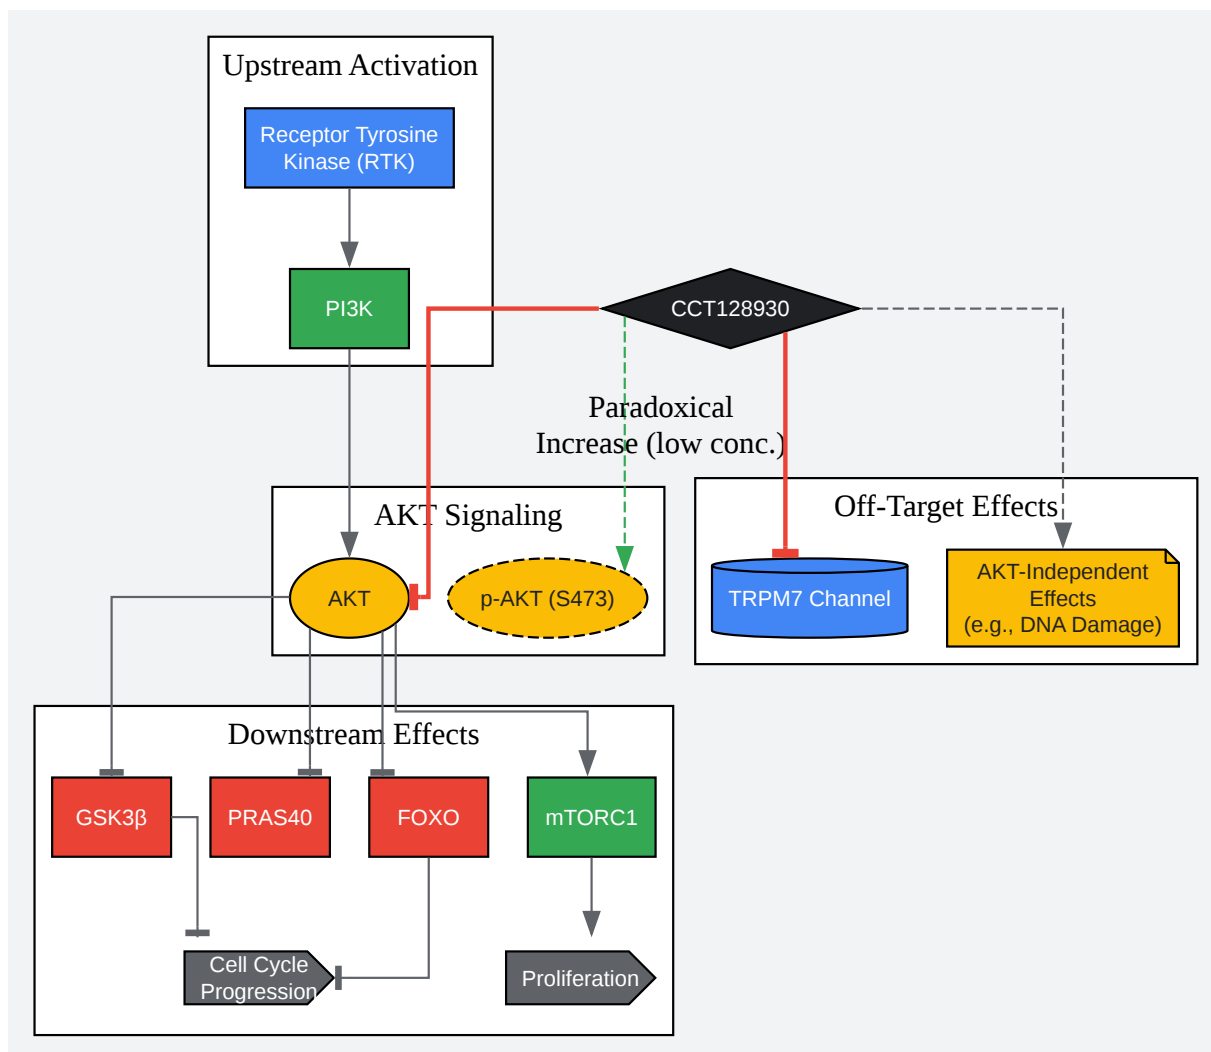 Upstream Activation
Receptor Tyrosine
Kinase (RTK)
PI3K
CCT128930
Paradoxical
Increase (low conc.)
AKT Signaling
AKT
p-AKT (S473)
Off-Target Effects
TRPM7 Channel
AKT-Independent
Effects
(e.g., DNA Damage)
Downstream Effects
GSK3β
PRAS40
FOXO
mTORC1
Cell Cycle
Progression
Proliferation